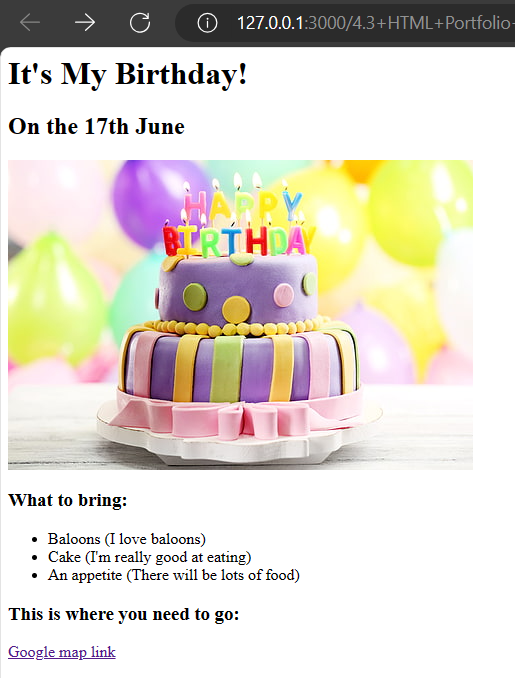 127.0.0.1:3000/4.3+HTML+Portfolio
It's My Birthday!
On the 17th June
HAPPY
BIRTHDAY
What to bring:
Baloons (I love baloons)
Cake (I'm really good at eating)
An appetite (There will be lots of food)
This is where you need to go:
Google map link